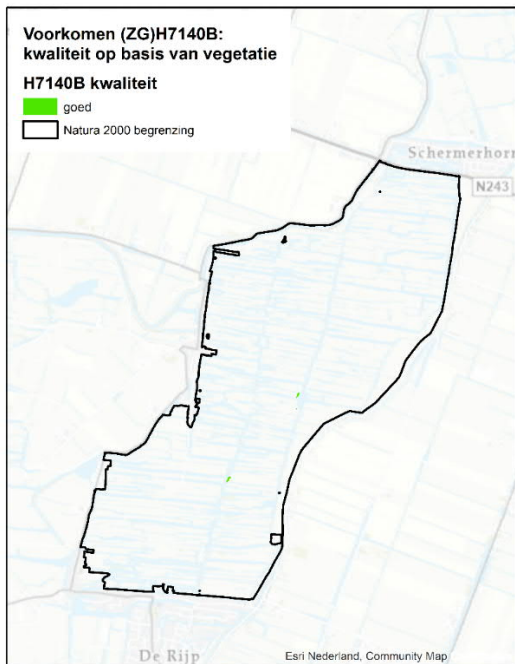 Voorkomen (ZG)H7140B:
kwaliteit op basis van vegetatie
H7140B kwaliteit
goed
Natura 2000 begrenzing
Schermerhorn
N243
De Rijp
Esri Nederland, Community Map